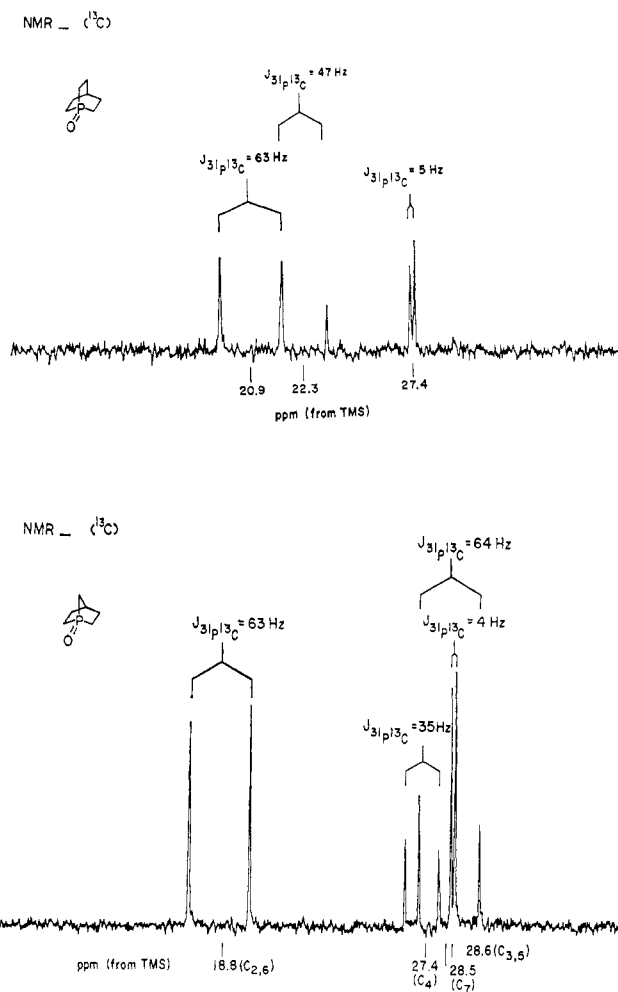 NMR _ (13C)
J31P13C = 47 Hz
J31P13C = 63 Hz
J31P13C = 5 Hz
P
O
20.9
22.3
27.4
ppm (from TMS)
NMR _ (13C)
J31P13C = 64 Hz
J31P13C = 63 Hz
J31P13C = 4 Hz
P
O
J31P13C = 35Hz
ppm (from TMS)
18.8 (C2,6)
27.4
(C4)
28.5
(C7)
28.6 (C3,5)